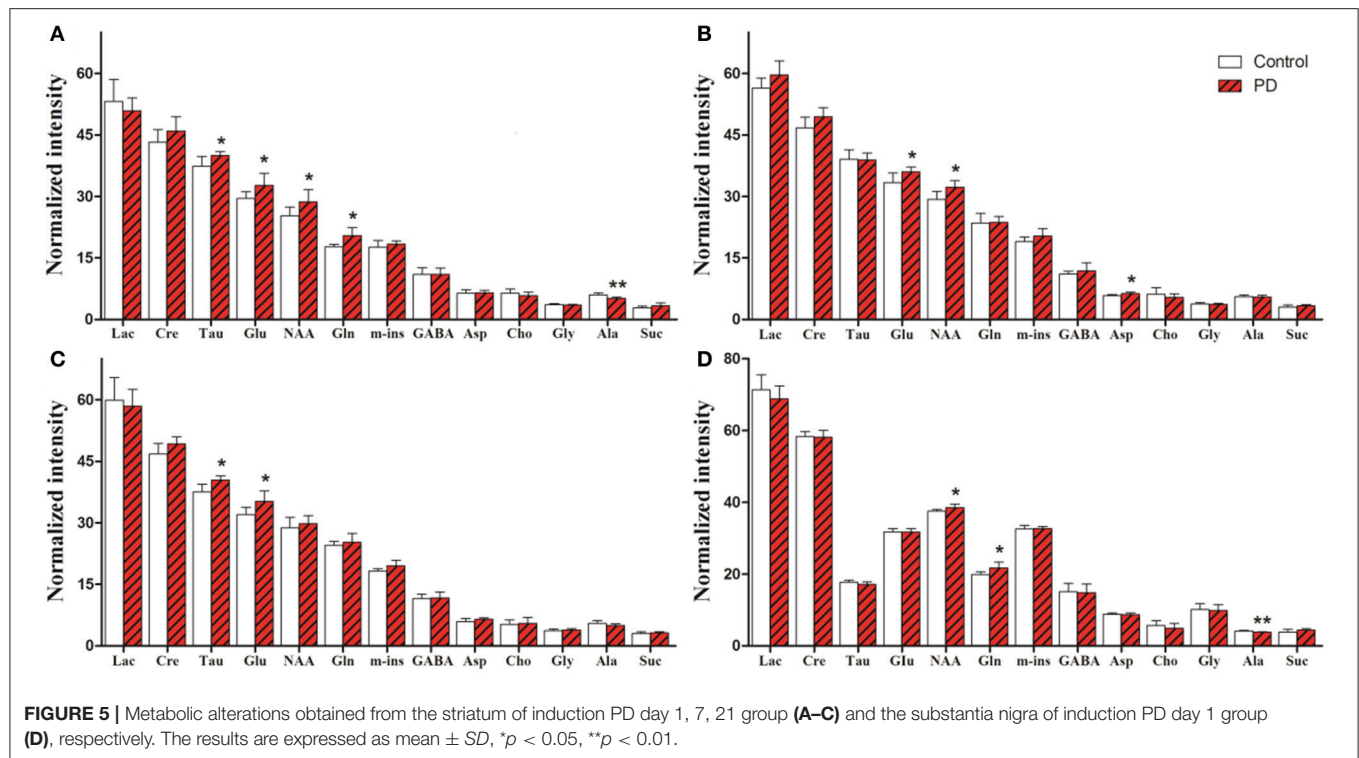 A
Normalized intensity
60
45
30
15
0
* * * * **
Lac Cre Tau Glu NAA Gln m-ins GABA Asp Cho Gly Ala Suc
B
Normalized intensity
60
45
30
15
0
* * *
Control
PD
Lac Cre Tau Glu NAA Gln m-ins GABA Asp Cho Gly Ala Suc
C
Normalized intensity
60
45
30
15
0
* *
Lac Cre Tau Glu NAA Gln m-ins GABA Asp Cho Gly Ala Suc
D
Normalized intensity
80
60
40
20
0
* * **
Lac Cre Tau GIu NAA Gln m-ins GABA Asp Cho Gly Ala Suc
FIGURE 5 | Metabolic alterations obtained from the striatum of induction PD day 1, 7, 21 group (A–C) and the substantia nigra of induction PD day 1 group
(D), respectively. The results are expressed as mean ± SD, *p < 0.05, **p < 0.01.